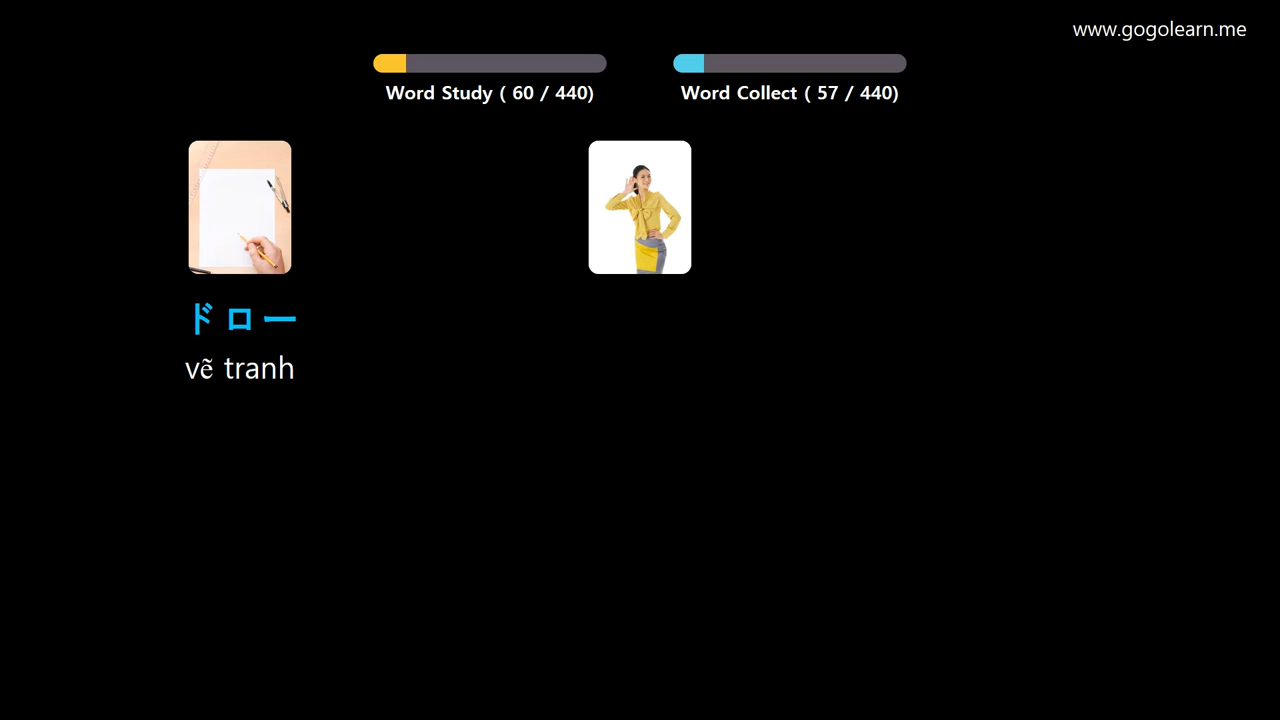 www.gogolearn.me
Word Study ( 60 / 440)
Word Collect ( 57 / 440)
ドロー
vẽ tranh